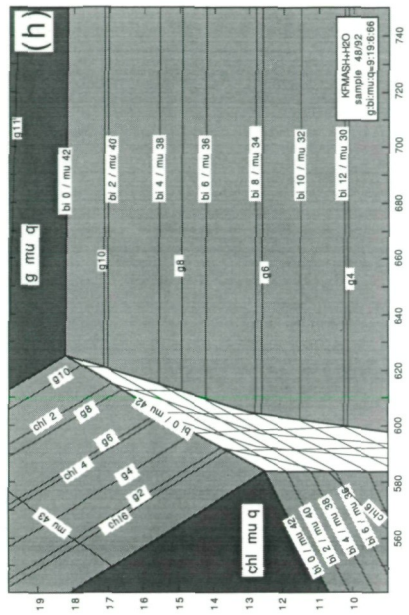 (h)
KFMASH+H2O
sample 48/92
g:bi:mu:q=9:19:6:66
g mu q
g11
bi 0 / mu 42
bi 2 / mu 40
bi 4 / mu 38
bi 6 / mu 36
bi 8 / mu 34
bi 10 / mu 32
bi 12 / mu 30
g10
g8
g6
g4
g10
chl 2
g8
g6
chl 4
g4
g2
chl6
mu 43
bi 0 / mu 42
chl mu q
bi 0 / mu 42
bi 2 / mu 40
bi 4 / mu 38
bi 6 / mu 36
chl6
19
18
17
16
15
14
13
12
11
10
580
600
620
640
660
680
700
720
740